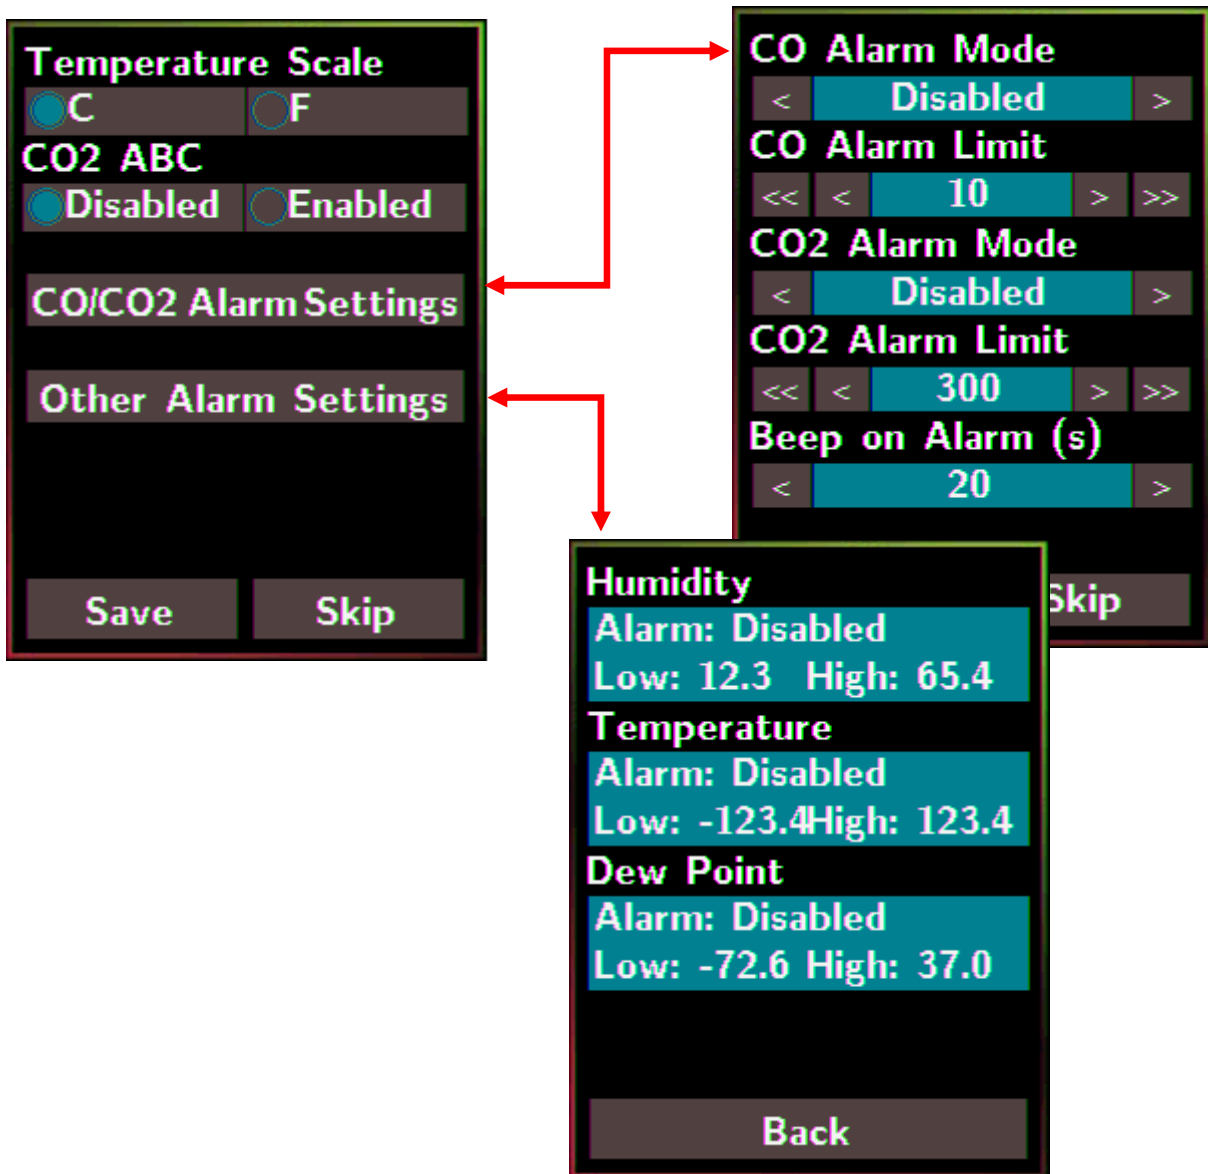 Temperature Scale
C F
CO2 ABC
Disabled Enabled
CO/CO2 Alarm Settings
Other Alarm Settings
Save Skip
CO Alarm Mode
< Disabled >
CO Alarm Limit
<< < 10 > >>
CO2 Alarm Mode
< Disabled >
CO2 Alarm Limit
<< < 300 > >>
Beep on Alarm (s)
< 20 >
Skip
Humidity
Alarm: Disabled
Low: 12.3 High: 65.4
Temperature
Alarm: Disabled
Low: -123.4 High: 123.4
Dew Point
Alarm: Disabled
Low: -72.6 High: 37.0
Back